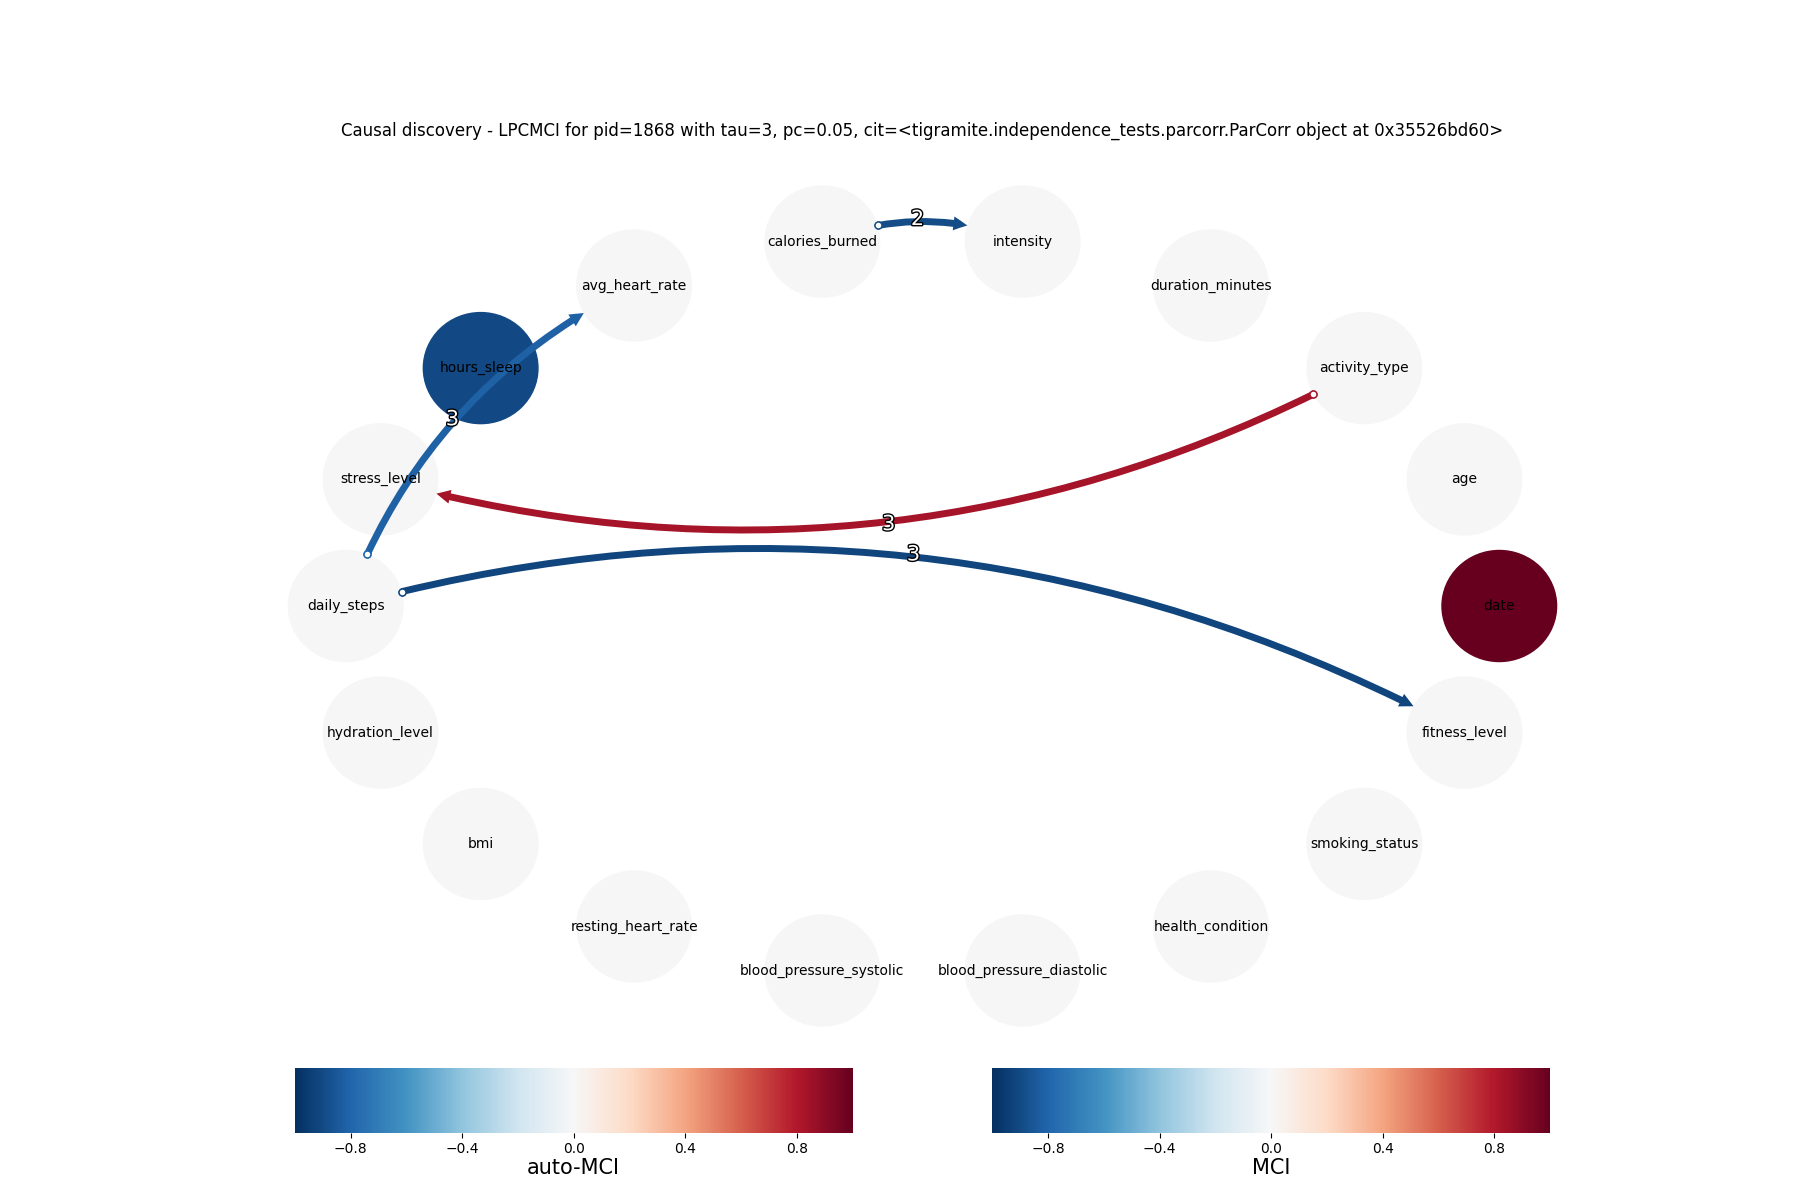 Causal discovery - LPCMCI for pid=1868 with tau=3, pc=0.05, cit=<tigramite.independence_tests.parcorr.ParCorr object at 0x35526bd60>
2
calories_burned
intensity
avg_heart_rate
duration_minutes
hours_sleep
activity_type
3
stress_level
age
3
3
daily_steps
date
hydration_level
fitness_level
bmi
smoking_status
resting_heart_rate
health_condition
blood_pressure_systolic
blood_pressure_diastolic
−0.8 −0.4 0.0 0.4 0.8
auto-MCI
−0.8 −0.4 0.0 0.4 0.8
MCI